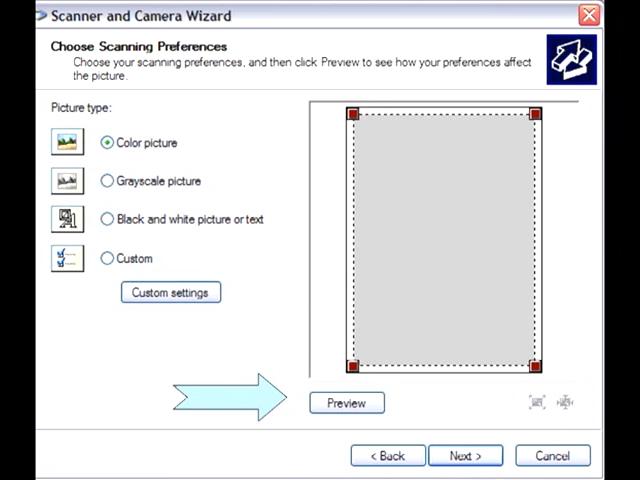 Scanner and Camera Wizard
Choose Scanning Preferences
Choose your scanning preferences, and then click Preview to see how your preferences affect
the picture.
Picture type:
Color picture
Grayscale picture
Black and white picture or text
Custom
Custom settings
Preview
< Back
Next >
Cancel